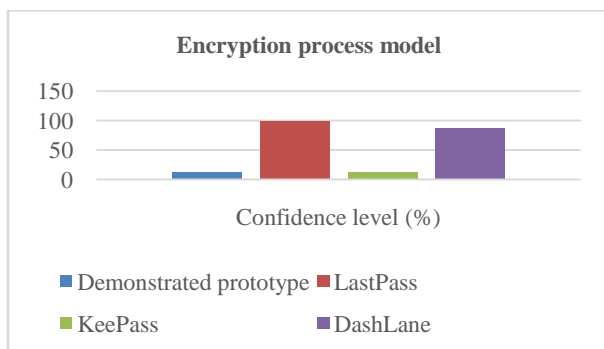 Encryption process model
150
100
50
0
Confidence level (%)
Demonstrated prototype LastPass
KeePass DashLane